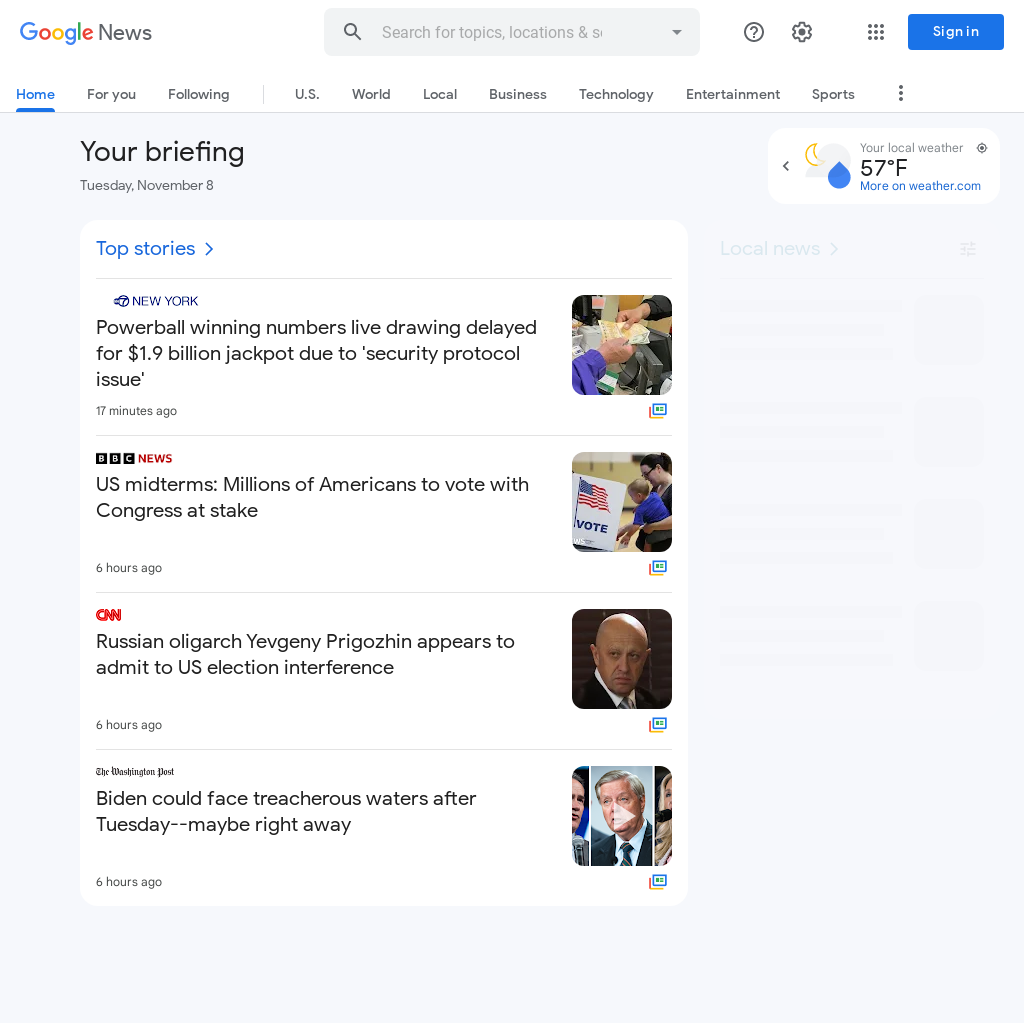 Google News
Search for topics, locations & s
Sign in
Home
For you
Following
U.S.
World
Local
Business
Technology
Entertainment
Sports
Your briefing
Tuesday, November 8
Your local weather
57°F
More on weather.com
Top stories
Local news
NEW YORK
Powerball winning numbers live drawing delayed
for $1.9 billion jackpot due to 'security protocol
issue'
17 minutes ago
BBC NEWS
US midterms: Millions of Americans to vote with
Congress at stake
VOTE
6 hours ago
CNN
Russian oligarch Yevgeny Prigozhin appears to
admit to US election interference
6 hours ago
The Washington Post
Biden could face treacherous waters after
Tuesday--maybe right away
6 hours ago